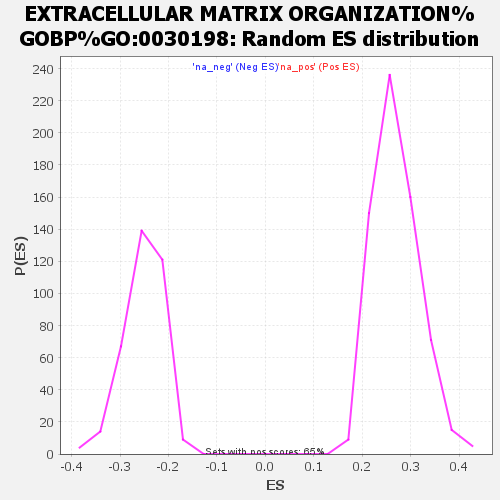 EXTRACELLULAR MATRIX ORGANIZATION%
GOBP%GO:0030198: Random ES distribution
'na_neg' (Neg ES) 'na_pos' (Pos ES)
240
220
200
180
160
140
120
100
80
60
40
20
0
P(ES)
Sets with pos scores: 65%
-0.4 -0.3 -0.2 -0.1 0.0 0.1 0.2 0.3 0.4
ES